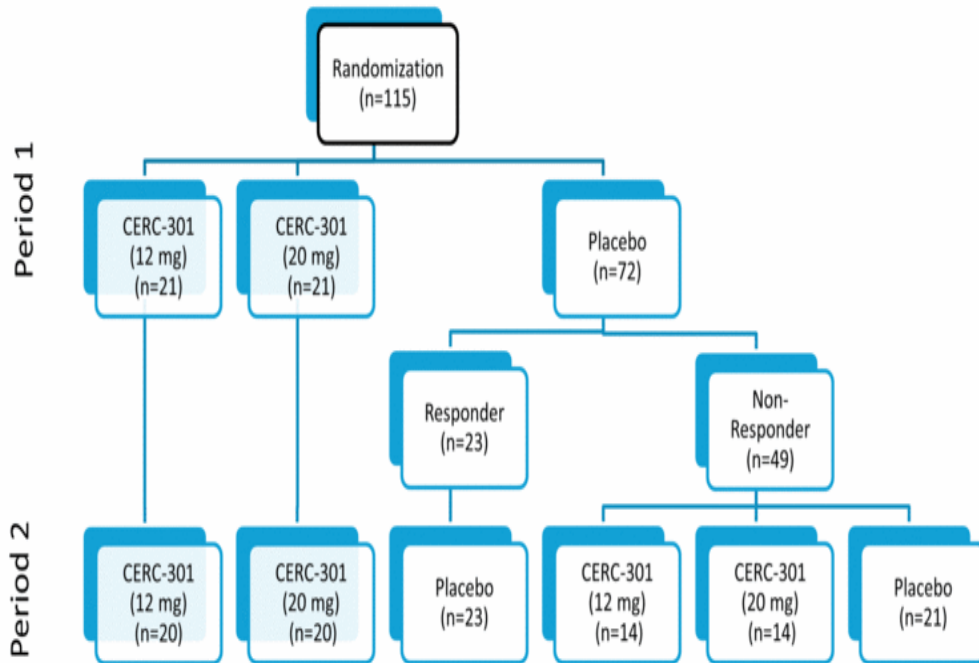 Randomization
(n=115)
Period 1
CERC-301
(12 mg)
(n=21)
CERC-301
(20 mg)
(n=21)
Placebo
(n=72)
Responder
(n=23)
Non-
Responder
(n=49)
Period 2
CERC-301
(12 mg)
(n=20)
CERC-301
(20 mg)
(n=20)
Placebo
(n=23)
CERC-301
(12 mg)
(n=14)
CERC-301
(20 mg)
(n=14)
Placebo
(n=21)